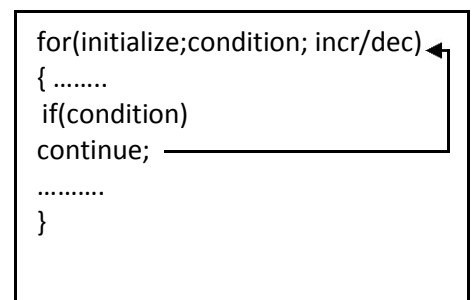 for(initialize;condition; incr/dec)
{ ……..
if(condition)
continue;
……….
}